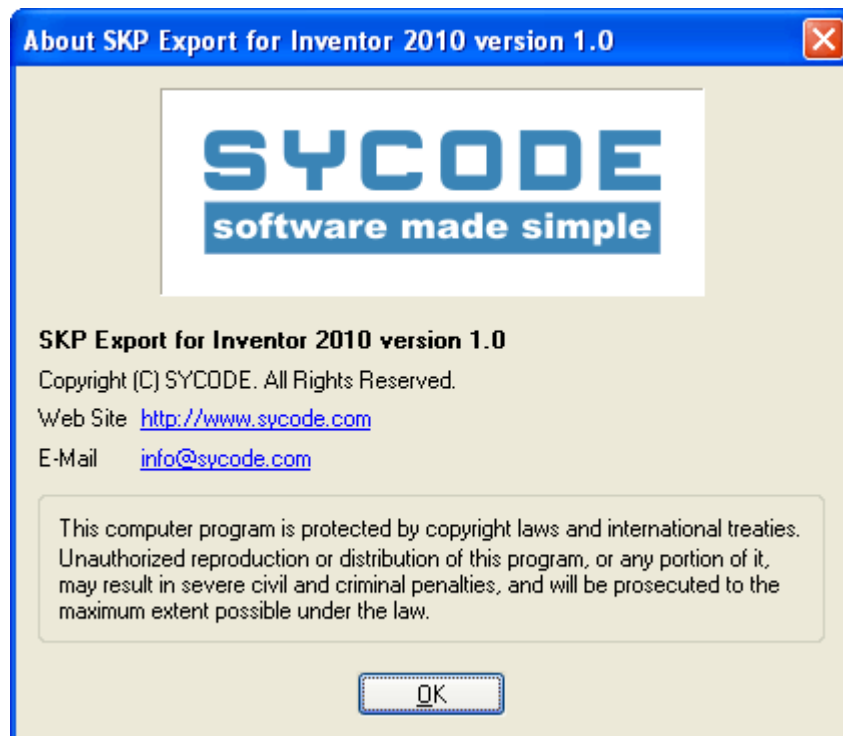 About SKP Export for Inventor 2010 version 1.0
SYCODE
software made simple
SKP Export for Inventor 2010 version 1.0
Copyright (C) SYCODE. All Rights Reserved.
Web Site http://www.sycode.com
E-Mail info@sycode.com
This computer program is protected by copyright laws and international treaties.
Unauthorized reproduction or distribution of this program, or any portion of it,
may result in severe civil and criminal penalties, and will be prosecuted to the
maximum extent possible under the law.
OK